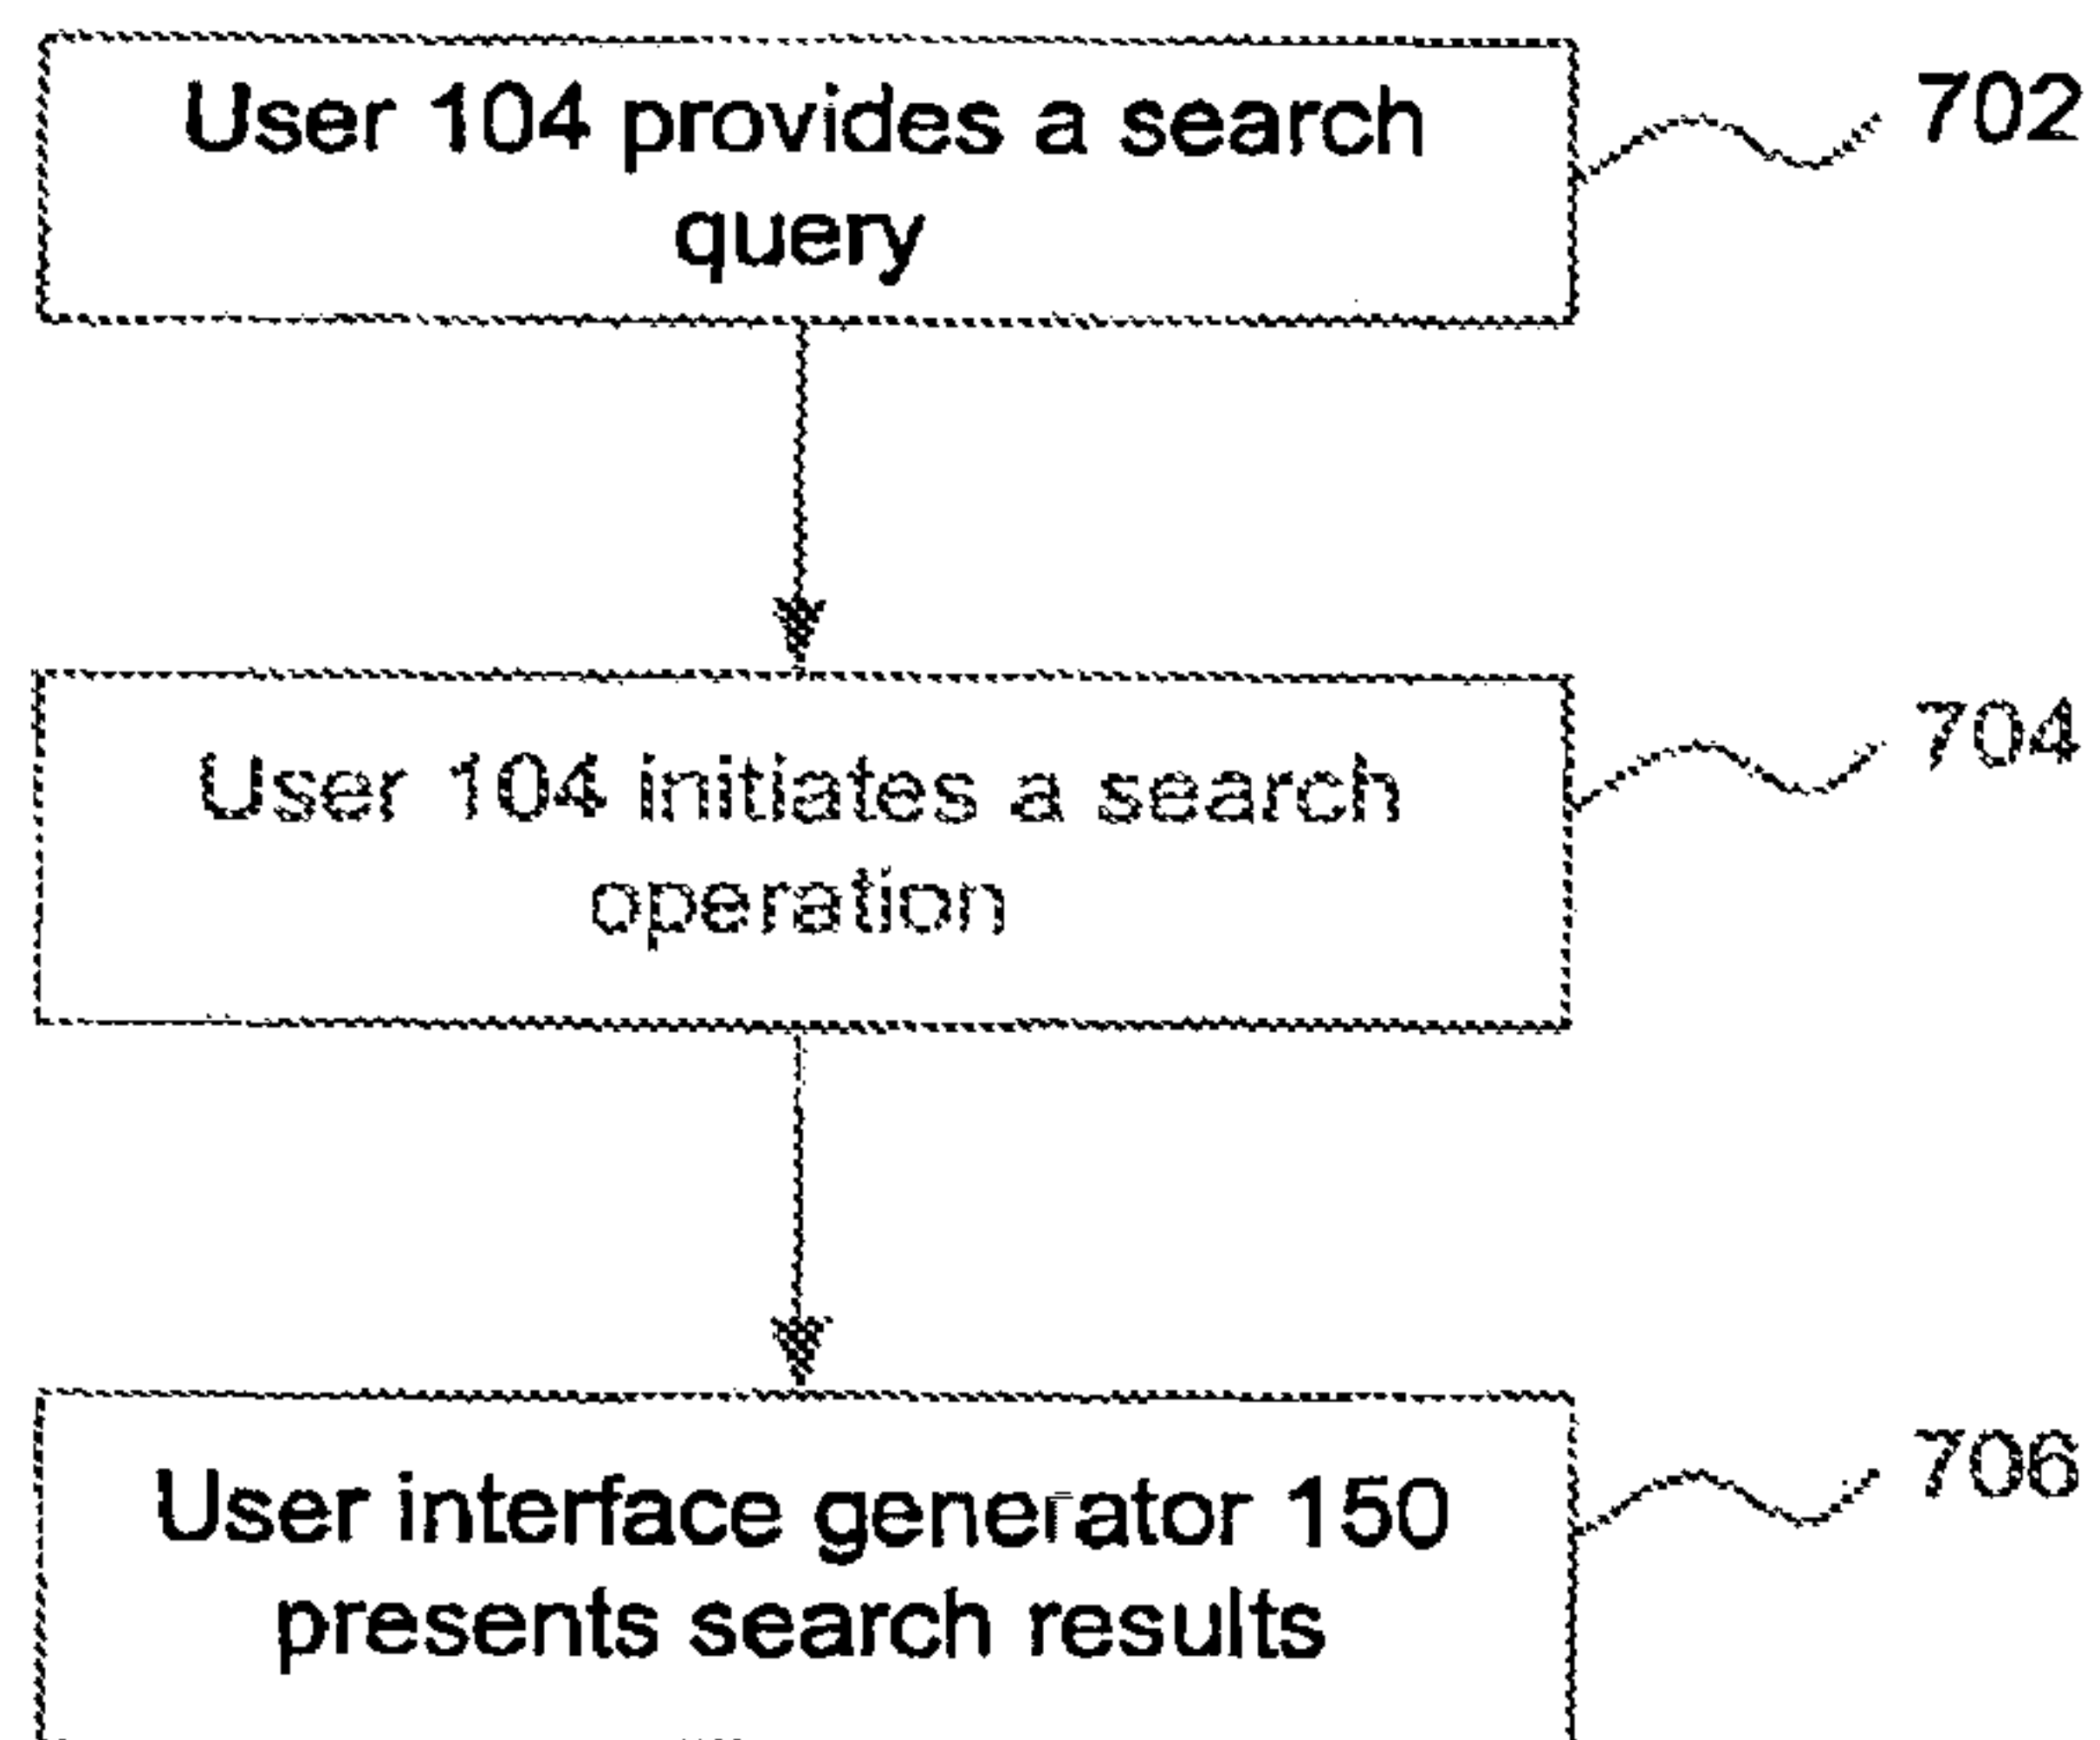 User 104 provides a search
query
702
User 104 initiates a search
operation
704
User interface generator 150
presents search results
706